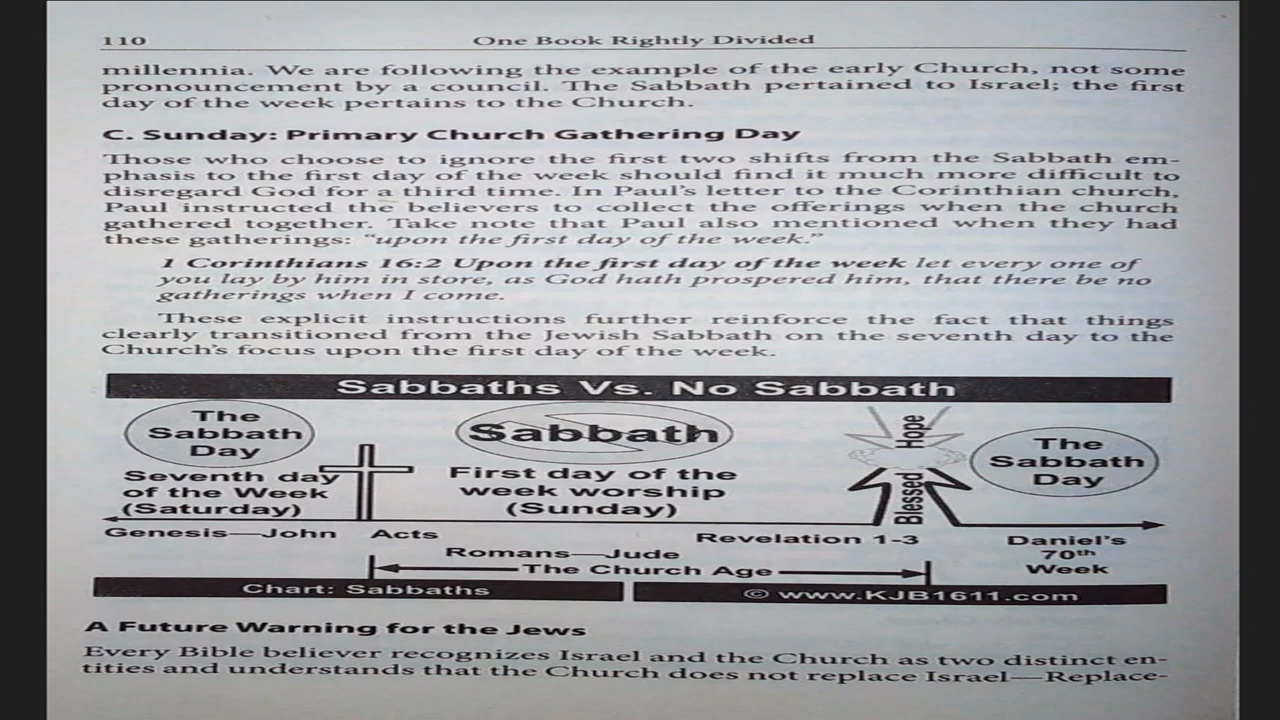 110
One Book Rightly Divided
millennia. We are following the example of the early Church, not some
pronouncement by a council. The Sabbath pertained to Israel; the first
day of the week pertains to the Church.
C. Sunday: Primary Church Gathering Day
Those who choose to ignore the first two shifts from the Sabbath em-
phasis to the first day of the week should find it much more difficult to
disregard God for a third time. In Paul's letter to the Corinthian church,
Paul instructed the believers to collect the offerings when the church
gathered together. Take note that Paul also mentioned when they had
these gatherings: “upon the first day of the week.”
1 Corinthians 16:2 Upon the first day of the week let every one of
you lay by him in store, as God hath prospered him, that there be no
gatherings when I come.
These explicit instructions further reinforce the fact that things
clearly transitioned from the Jewish Sabbath on the seventh day to the
Church's focus upon the first day of the week.
Sabbaths Vs. No Sabbath
The
Sabbath
Day
Seventh day
of the Week
(Saturday)
Sabbath
First day of the
week worship
(Sunday)
Blessed Hope
The
Sabbath
Day
Genesis—John
Acts
Romans—Jude
Revelation 1-3
The Church Age
Daniel's
70th
Week
Chart: Sabbaths
© www.KJB1611.com
A Future Warning for the Jews
Every Bible believer recognizes Israel and the Church as two distinct en-
tities and understands that the Church does not replace Israel—Replace-